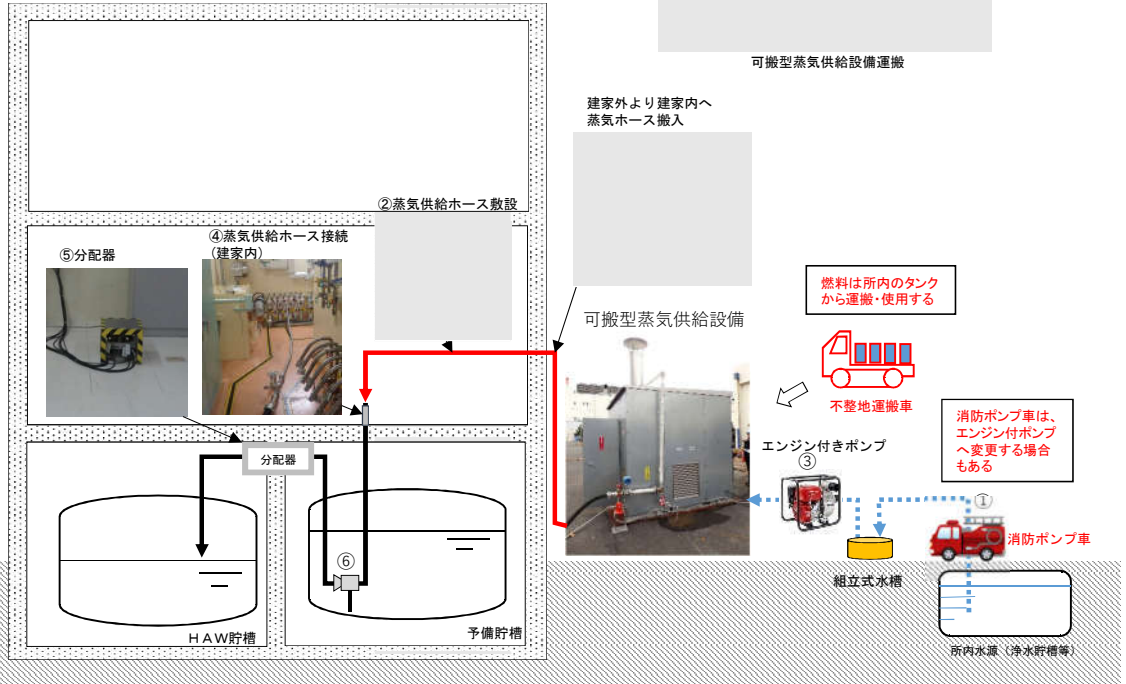 可搬型蒸気供給設備運搬
建家外より建家内へ
蒸気ホース搬入
②蒸気供給ホース敷設
④蒸気供給ホース接続
(建家内)
⑤分配器
燃料は所内のタンク
から運搬・使用する
可搬型蒸気供給設備
不整地運搬車
消防ポンプ車は、
エンジン付ポンプ
へ変更する場合
もある
エンジン付きポンプ
③
分配器
①
消防ポンプ車
⑥
組立式水槽
HAW貯槽
予備貯槽
所内水源（浄水貯槽等）